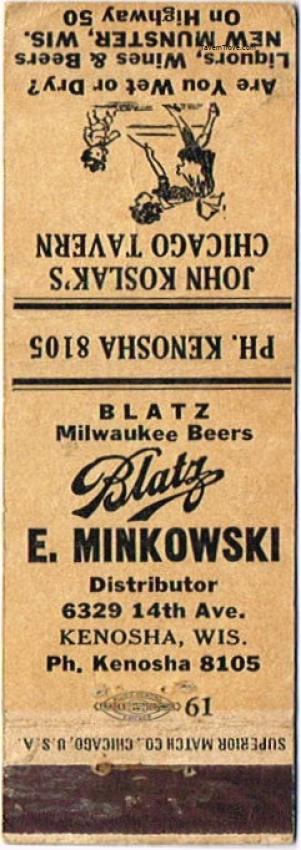 JOHN KOSLAK'S
CHICAGO TAVERN
Are You Wet or Dry?
Liquors, Wines & Beers
NEW MUNSTER, WIS.
On Highway 50
TavernTrove.com
PH. KENOSHA 8105
BLATZ
Milwaukee Beers
Blatz
E. MINKOWSKI
Distributor
6329 14th Ave.
KENOSHA, WIS.
Ph. Kenosha 8105
61
SUPERIOR MATCH CO., CHICAGO, U.S.A.